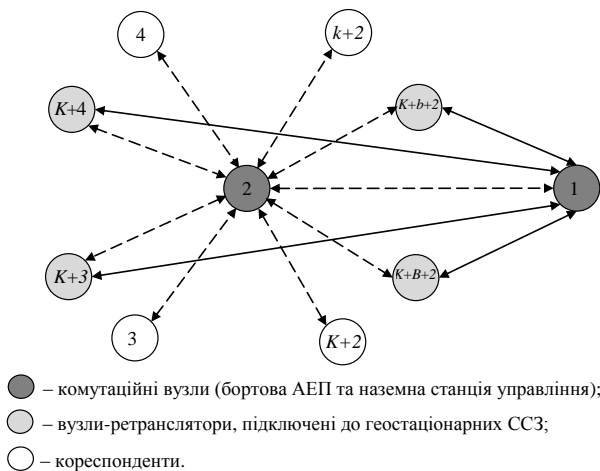 4
k+2
K+4
K+b+2
2
1
K+3
K+B+2
3
K+2
– комутаційні вузли (бортова АЕП та наземна станція управління);
– вузли-ретранслятори, підключені до геостаціонарних ССЗ;
– кореспонденти.